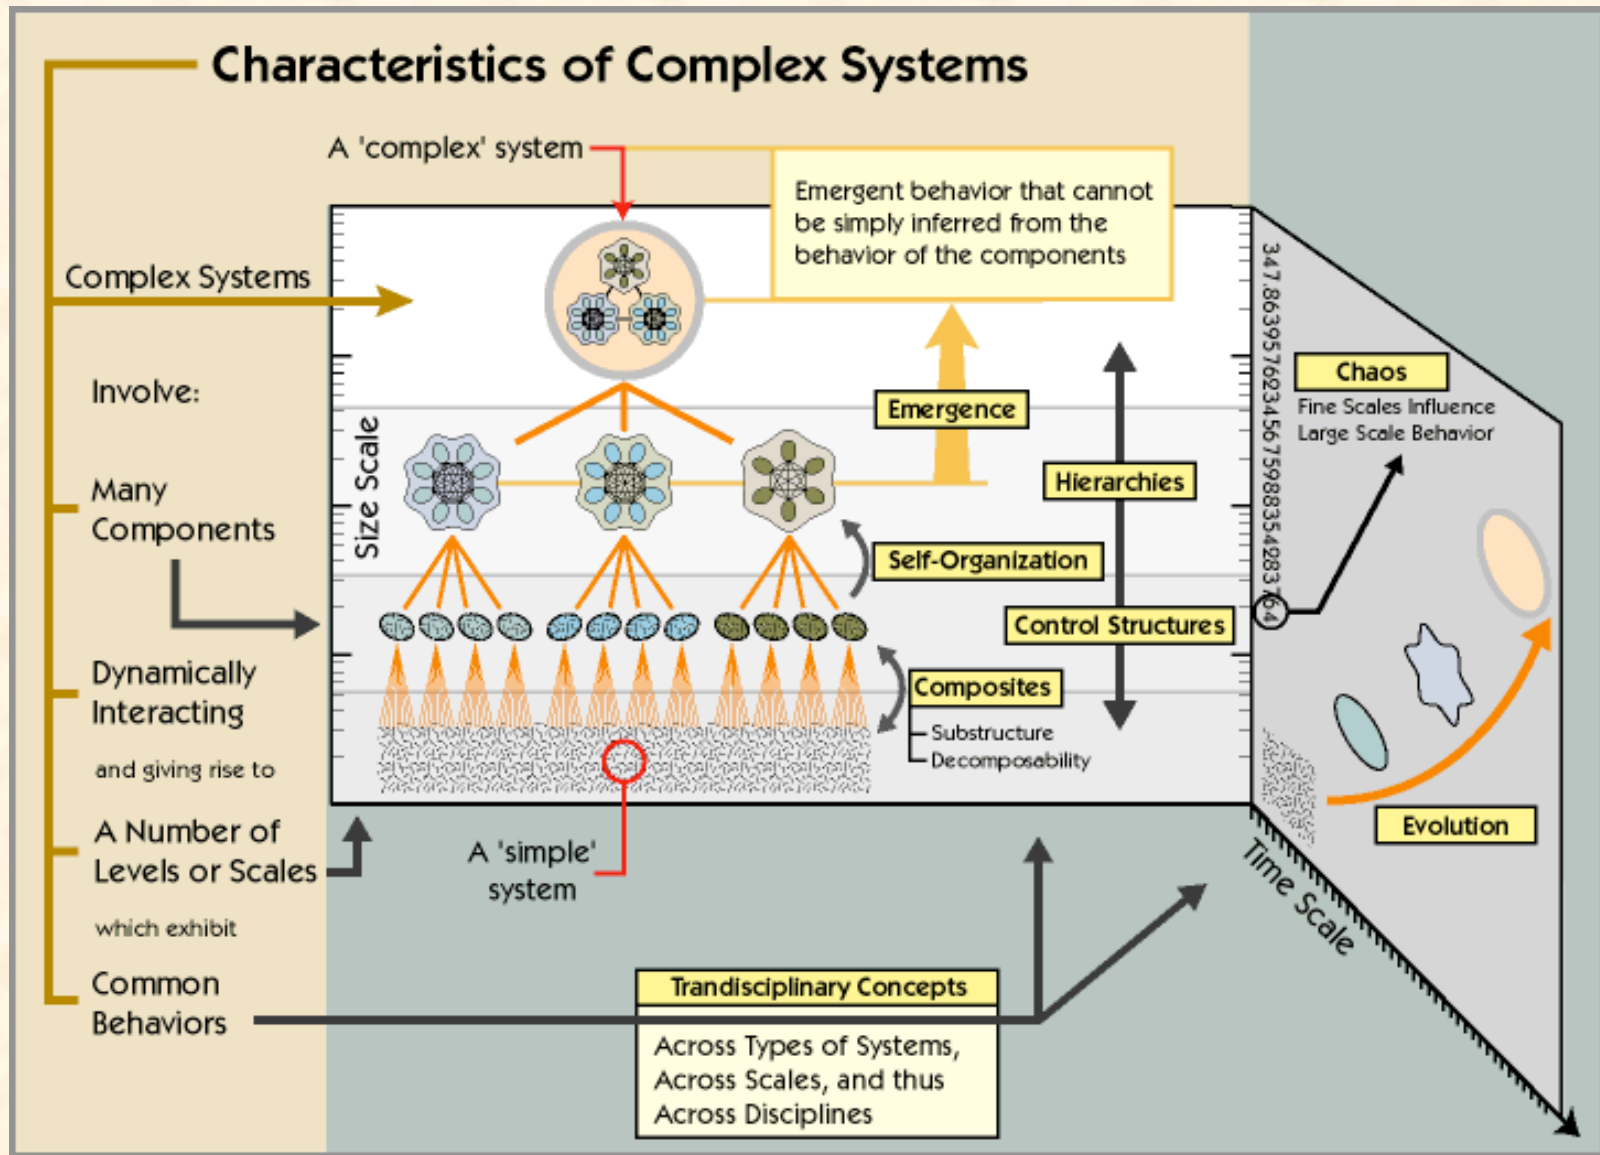 Characteristics of Complex Systems
A 'complex' system
Emergent behavior that cannot
be simply inferred from the
behavior of the components
Complex Systems
Involve:
Many
Components
Dynamically
Interacting
and giving rise to
A Number of
Levels or Scales
which exhibit
Common
Behaviors
Size Scale
Emergence
Hierarchies
Self-Organization
Control Structures
Composites
Substructure
Decomposability
A 'simple'
system
347.86395762345675988354283764
Chaos
Fine Scales Influence
Large Scale Behavior
Evolution
Time Scale
Trandisciplinary Concepts
Across Types of Systems,
Across Scales, and thus
Across Disciplines